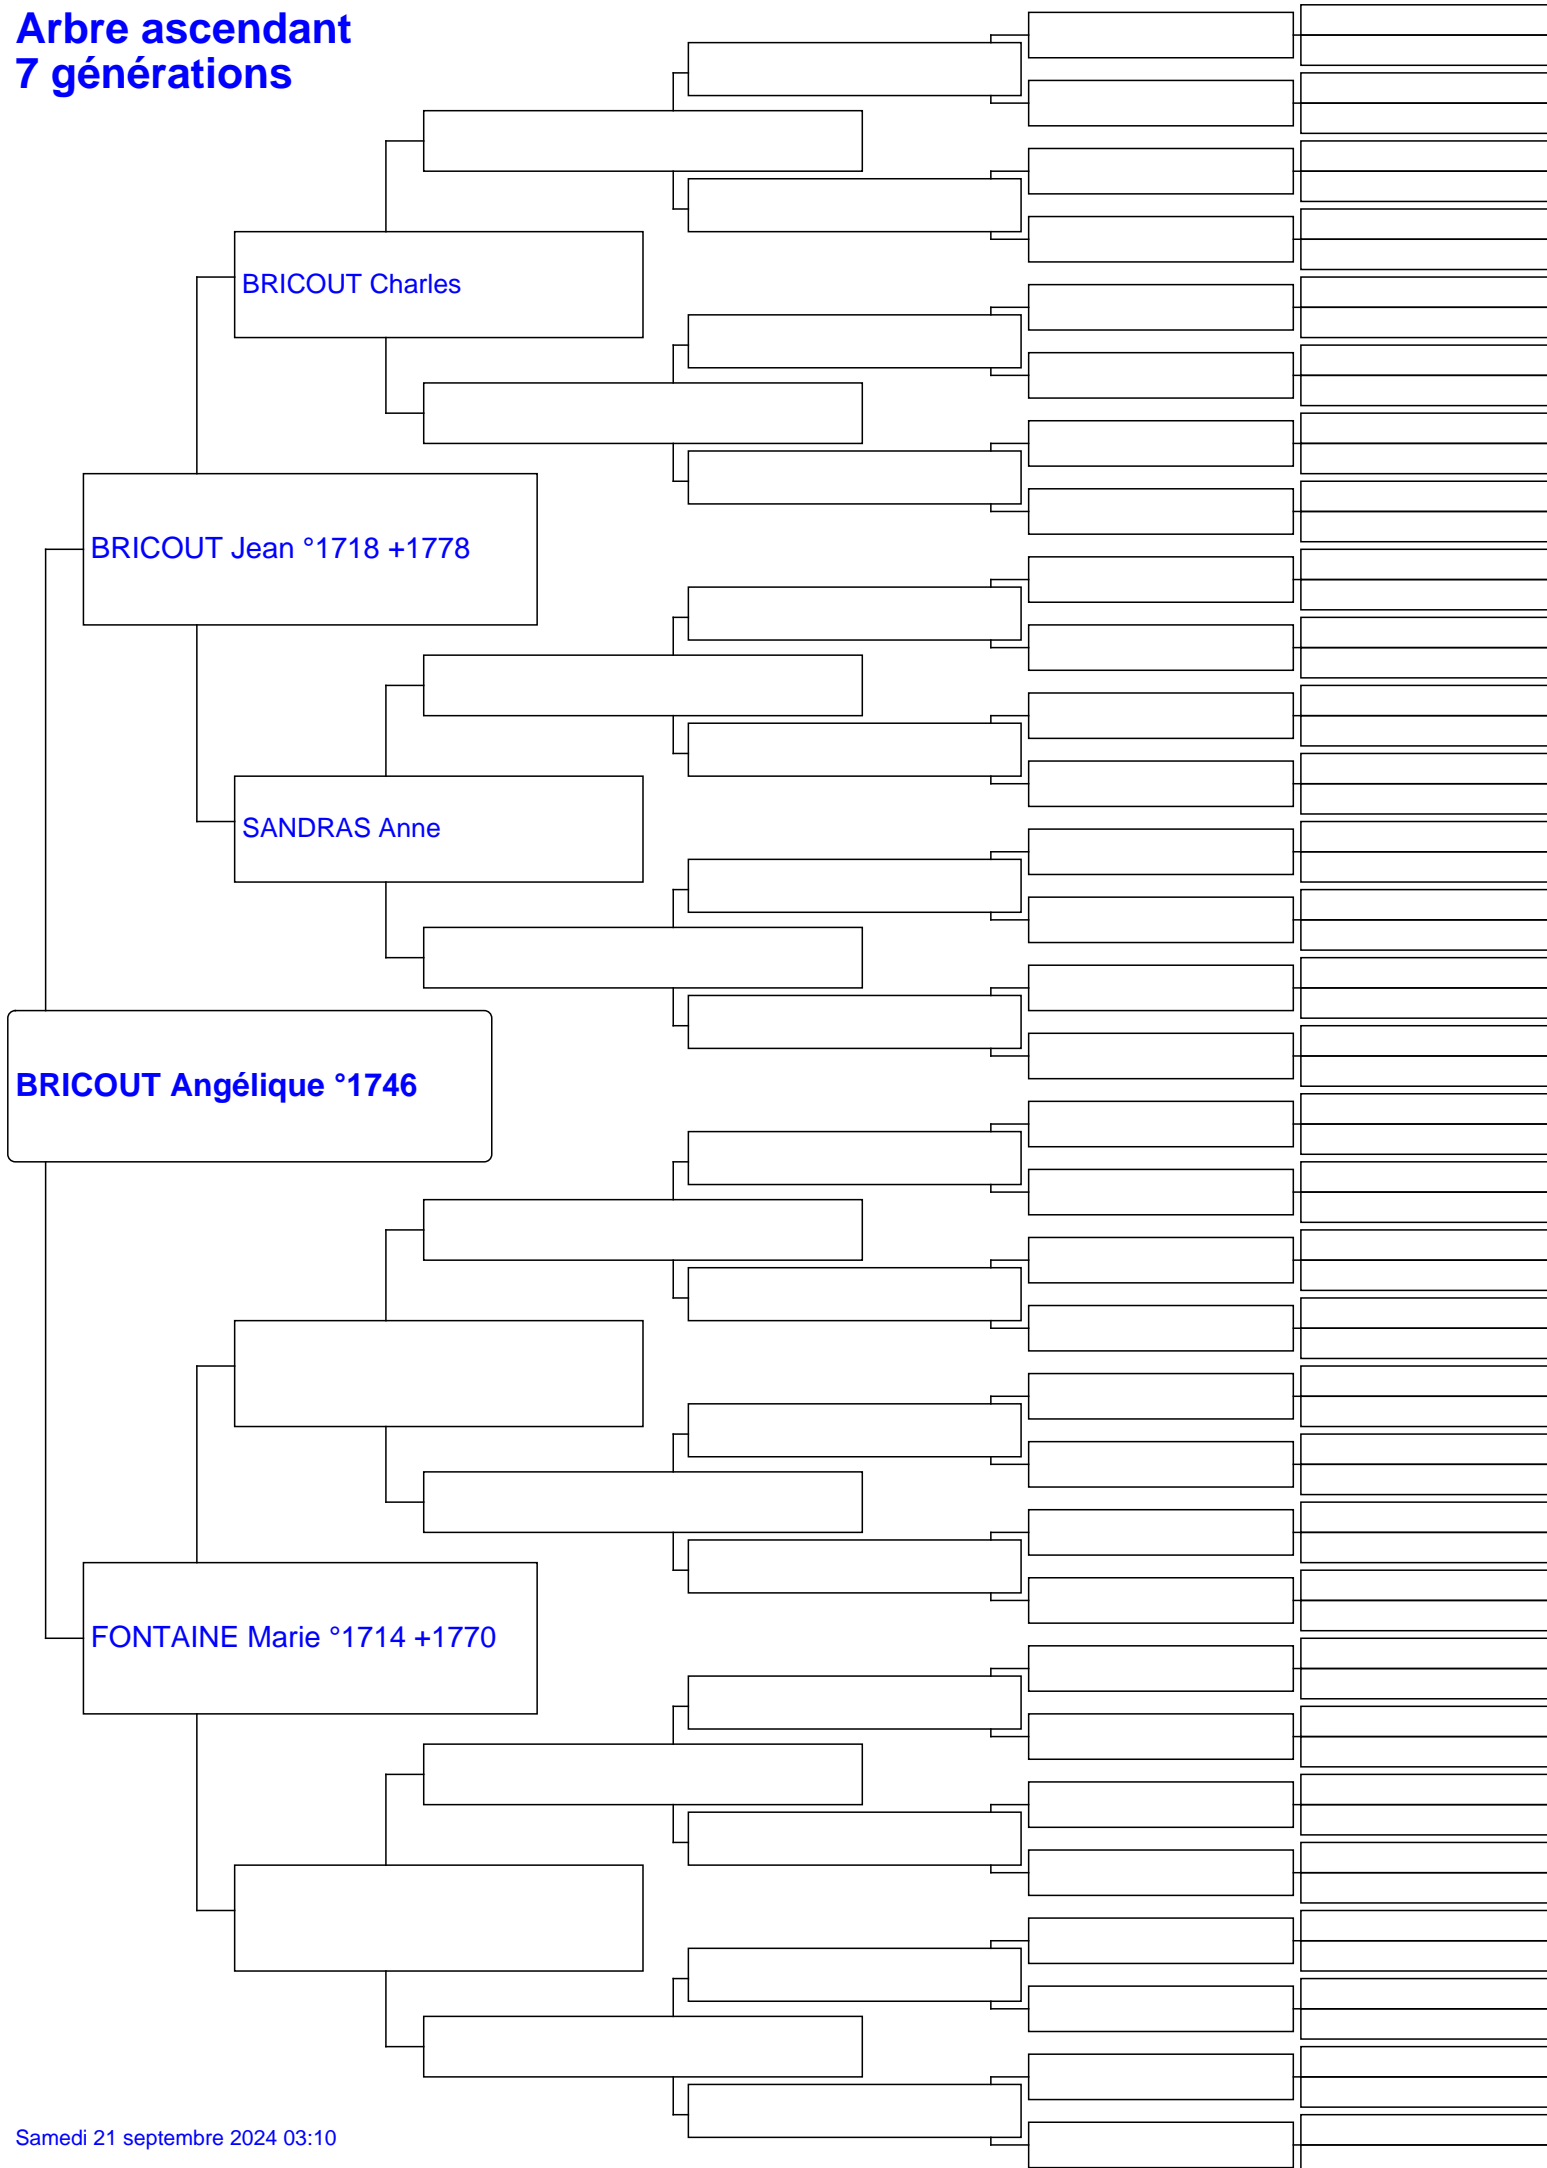 Arbre ascendant
7 générations
BRICOUT Charles
BRICOUT Jean °1718 +1778
SANDRAS Anne
BRICOUT Angélique °1746
FONTAINE Marie °1714 +1770
Samedi 21 septembre 2024 03:10